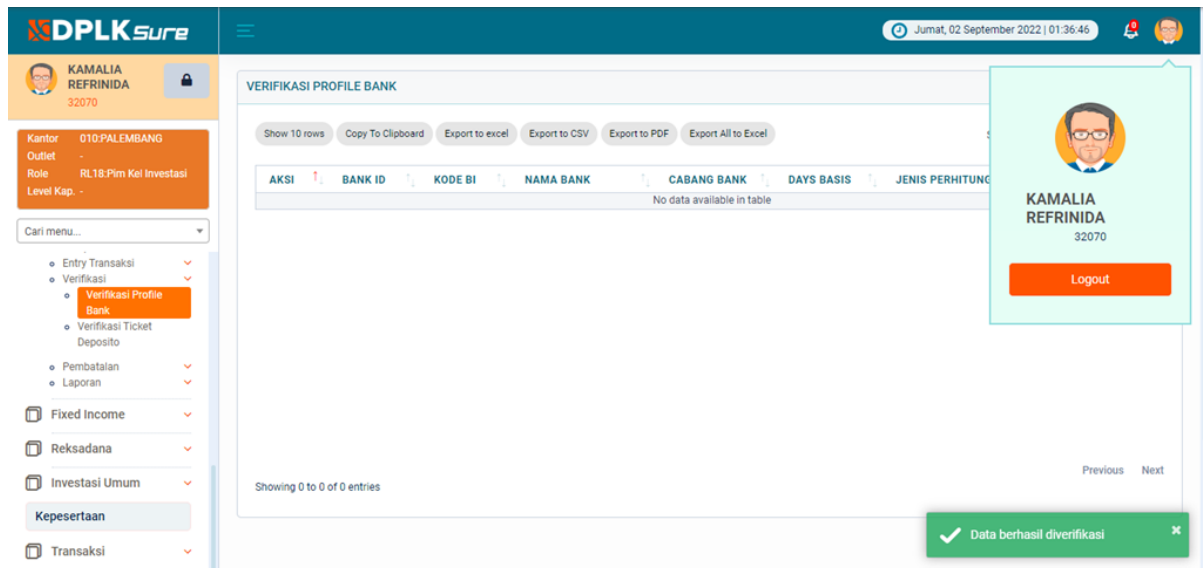 DPLKSure
Jumat, 02 September 2022 | 01:36:46
0
KAMALIA
REFRINIDA
32070
Kantor 010:PALEMBANG
Outlet -
Role RL18:Pim Kel Investasi
Level Kap. -
Cari menu...
Entry Transaksi
Verifikasi
Verifikasi Profile
Bank
Verifikasi Ticket
Deposito
Pembatalan
Laporan
Fixed Income
Reksadana
Investasi Umum
Kepesertaan
Transaksi
VERIFIKASI PROFILE BANK
Show 10 rows Copy To Clipboard Export to excel Export to CSV Export to PDF Export All to Excel
AKSI BANK ID KODE BI NAMA BANK CABANG BANK DAYS BASIS JENIS PERHITUNG
No data available in table
Showing 0 to 0 of 0 entries
Previous Next
KAMALIA
REFRINIDA
32070
Logout
Data berhasil diverifikasi ×